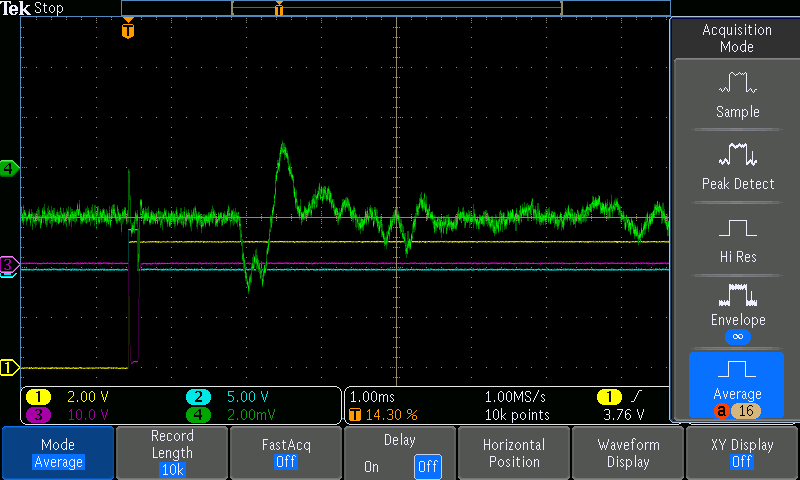 Tek Stop
T
T
4
3
1
Acquisition
Mode
Sample
Peak Detect
Hi Res
Envelope
∞
Average
a 16
1 2.00 V 2 5.00 V
3 10.0 V 4 2.00mV
1.00ms 1.00MS/s 1 3.76 V
T 14.30 % 10k points
Mode
Average
Record
Length
10k
FastAcq
Off
Delay
On Off
Horizontal
Position
Waveform
Display
XY Display
Off